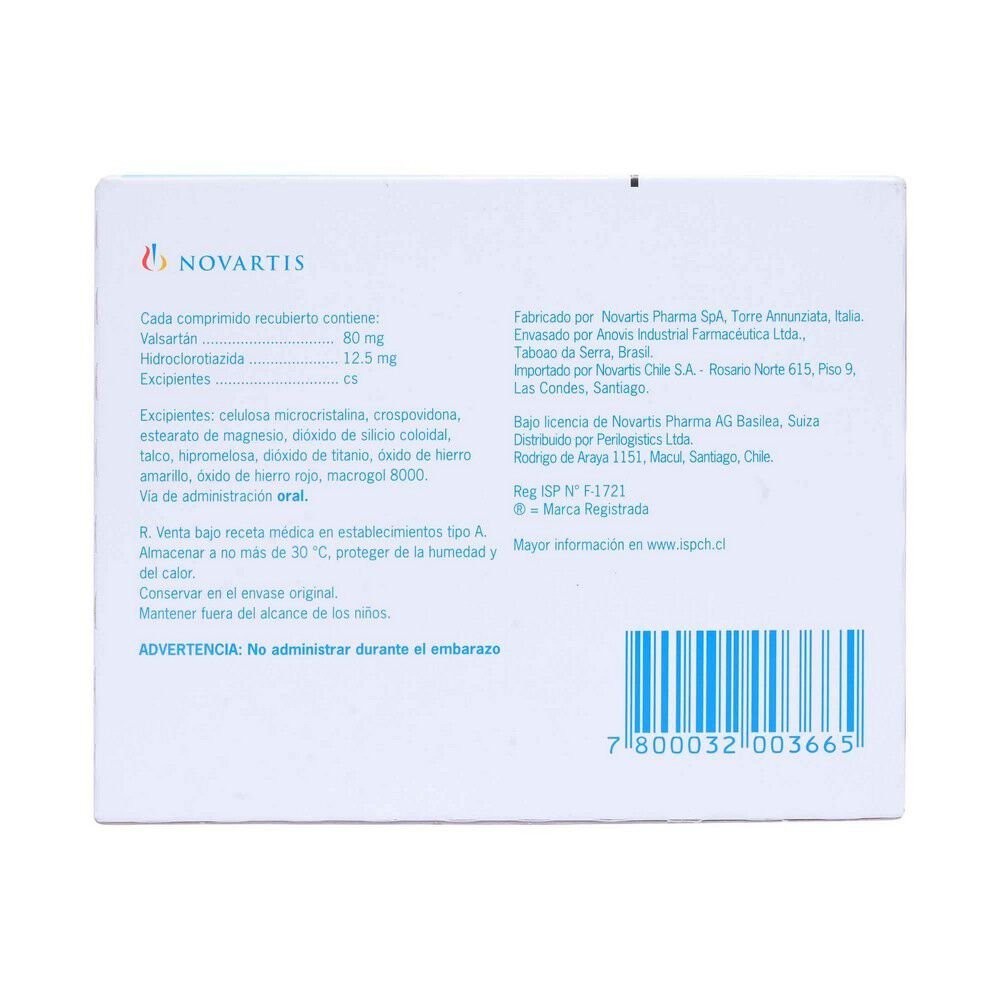 NOVARTIS
Cada comprimido recubierto contiene:
Valsartán ................................ 80 mg
Hidroclorotiazida ...................... 12.5 mg
Excipientes .............................. cs
Excipientes: celulosa microcristalina, crospovidona,
estearato de magnesio, dióxido de silicio coloidal,
talco, hipromelosa, dióxido de titanio, óxido de hierro
amarillo, óxido de hierro rojo, macrogol 8000.
Vía de administración oral.
R. Venta bajo receta médica en establecimientos tipo A.
Almacenar a no más de 30 °C, proteger de la humedad y
del calor.
Conservar en el envase original.
Mantener fuera del alcance de los niños.
ADVERTENCIA: No administrar durante el embarazo
Fabricado por Novartis Pharma SpA, Torre Annunziata, Italia.
Envasado por Anovis Industrial Farmacéutica Ltda.,
Taboao da Serra, Brasil.
Importado por Novartis Chile S.A. - Rosario Norte 615, Piso 9,
Las Condes, Santiago.
Bajo licencia de Novartis Pharma AG Basilea, Suiza
Distribuido por Perilogistics Ltda.
Rodrigo de Araya 1151, Macul, Santiago, Chile.
Reg ISP N° F-1721
® = Marca Registrada
Mayor información en www.ispch.cl
7 800032 003665